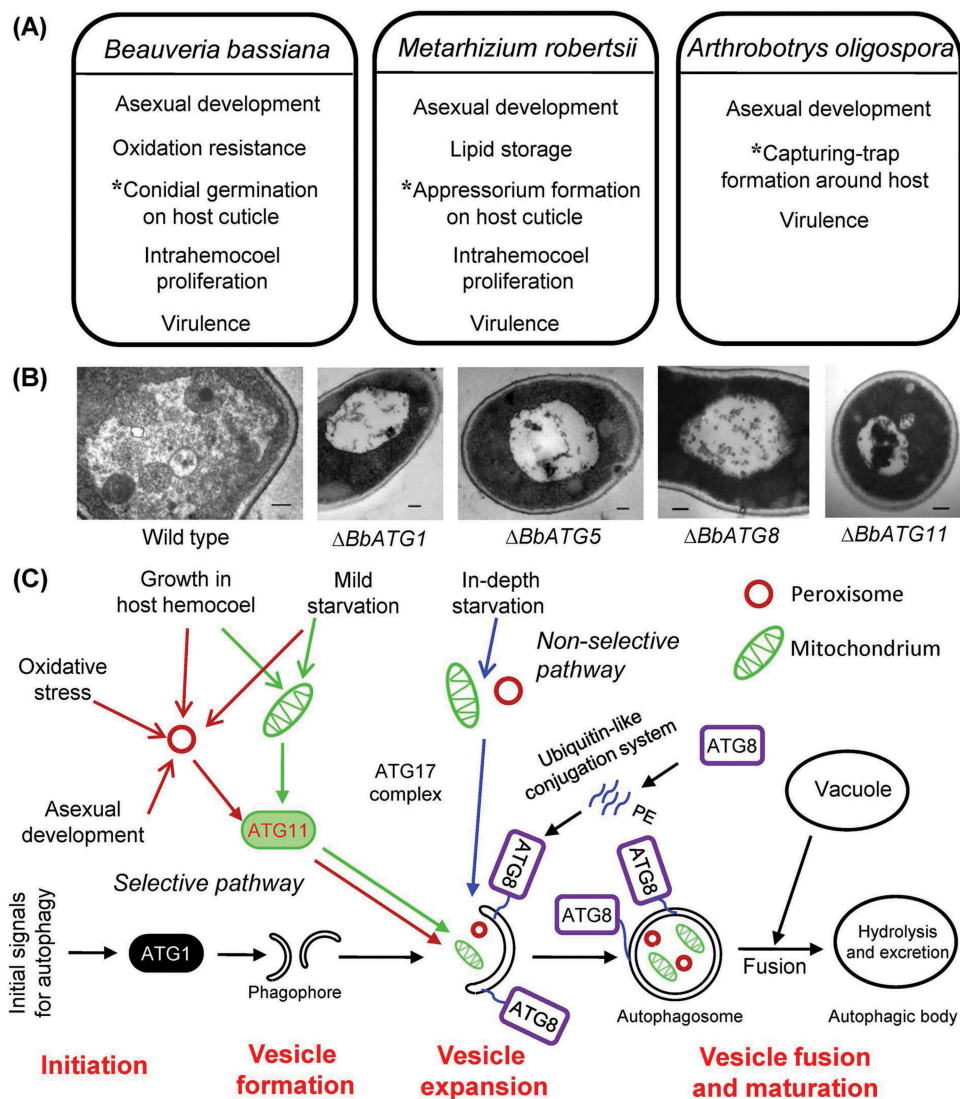 (A)
Beauveria bassiana
Asexual development
Oxidation resistance
*Conidial germination
on host cuticle
Intrahemocoel
proliferation
Virulence
Metarhizium robertsii
Asexual development
Lipid storage
*Appressorium formation
on host cuticle
Intrahemocoel
proliferation
Virulence
Arthrobotrys oligospora
Asexual development
*Capturing-trap
formation around host
Virulence
(B)
Wild type
ΔBbATG1
ΔBbATG5
ΔBbATG8
ΔBbATG11
(C)
Growth in
host hemocoel
Mild
starvation
In-depth
starvation
Peroxisome
Mitochondrium
Non-selective
pathway
Oxidative
stress
Asexual
development
ATG11
Selective pathway
ATG17
complex
Ubiquitin-like
conjugation system
ATG8
PE
Vacuole
ATG8
ATG8
ATG8
ATG8
Initial signals
for autophagy
ATG1
Phagophore
Autophagosome
Fusion
Hydrolysis
and excretion
Autophagic body
Initiation
Vesicle
formation
Vesicle
expansion
Vesicle fusion
and maturation